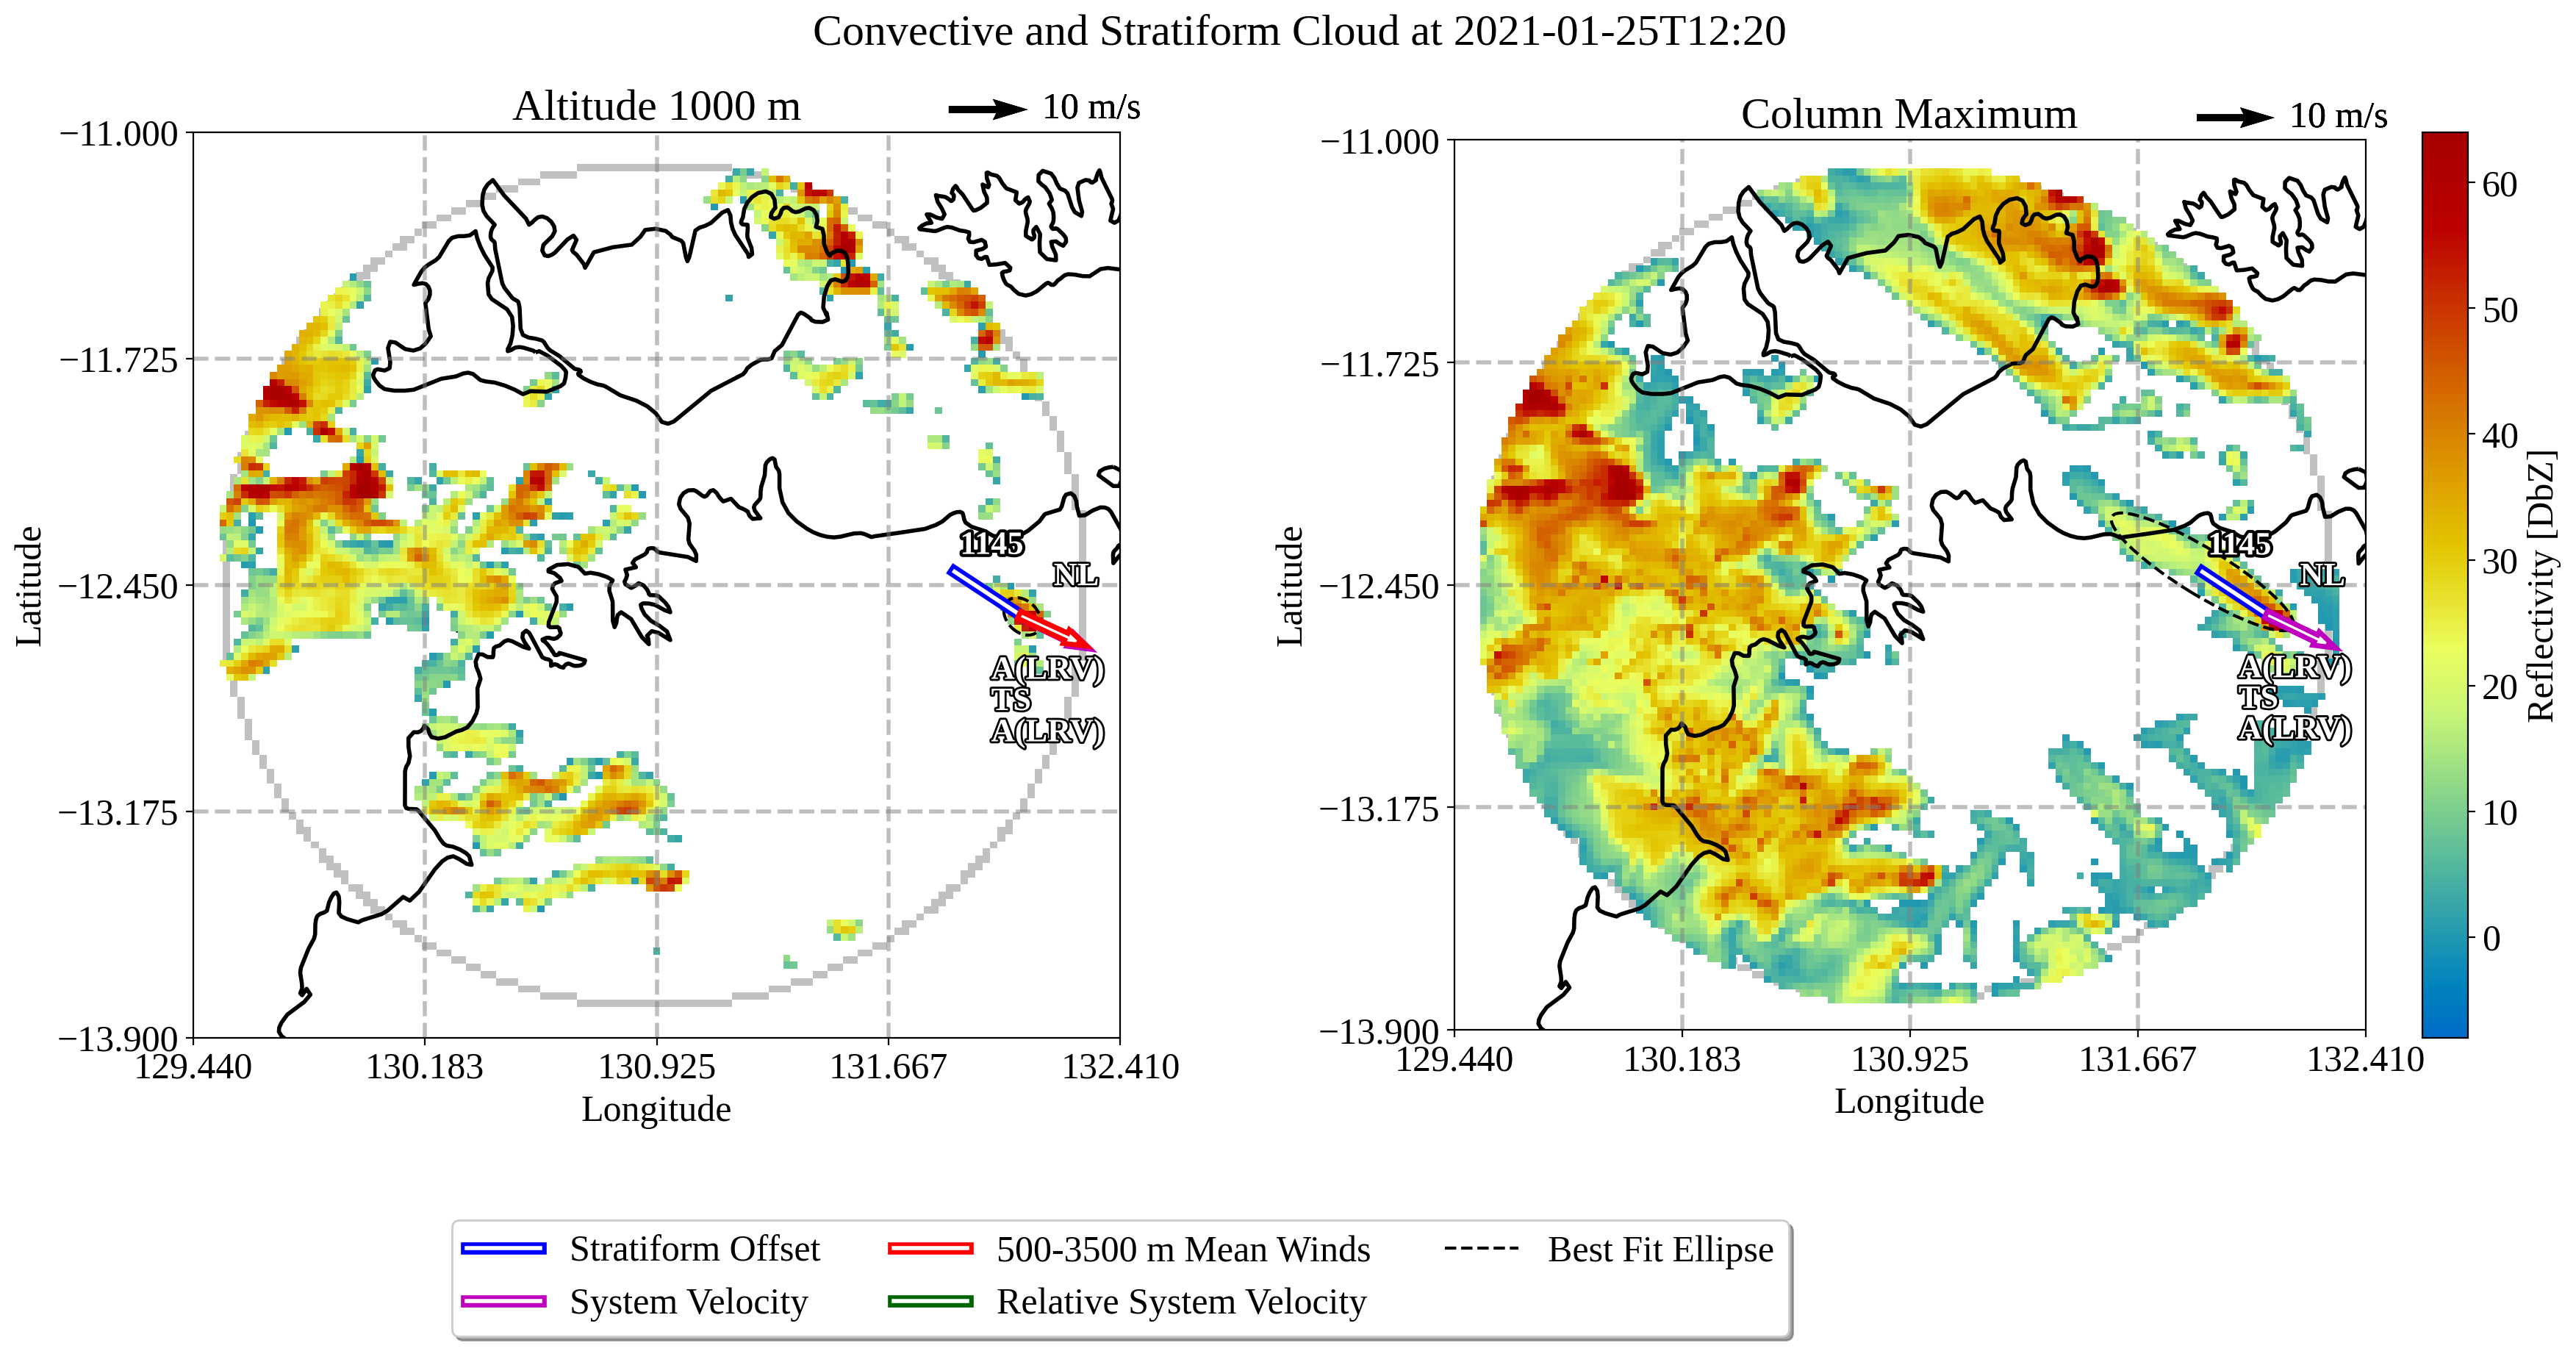 Convective and Stratiform Cloud at 2021-01-25T12:20
Altitude 1000 m
10 m/s
−11.000
−11.725
−12.450
−13.175
−13.900
Latitude
129.440
130.183
130.925
131.667
132.410
Longitude
1145
NL
A(LRV)
TS
A(LRV)
Column Maximum
10 m/s
−11.000
−11.725
−12.450
−13.175
−13.900
Latitude
129.440
130.183
130.925
131.667
132.410
Longitude
1145
NL
A(LRV)
TS
A(LRV)
60
50
40
30
20
10
0
Reflectivity [DbZ]
Stratiform Offset
500-3500 m Mean Winds
Best Fit Ellipse
System Velocity
Relative System Velocity